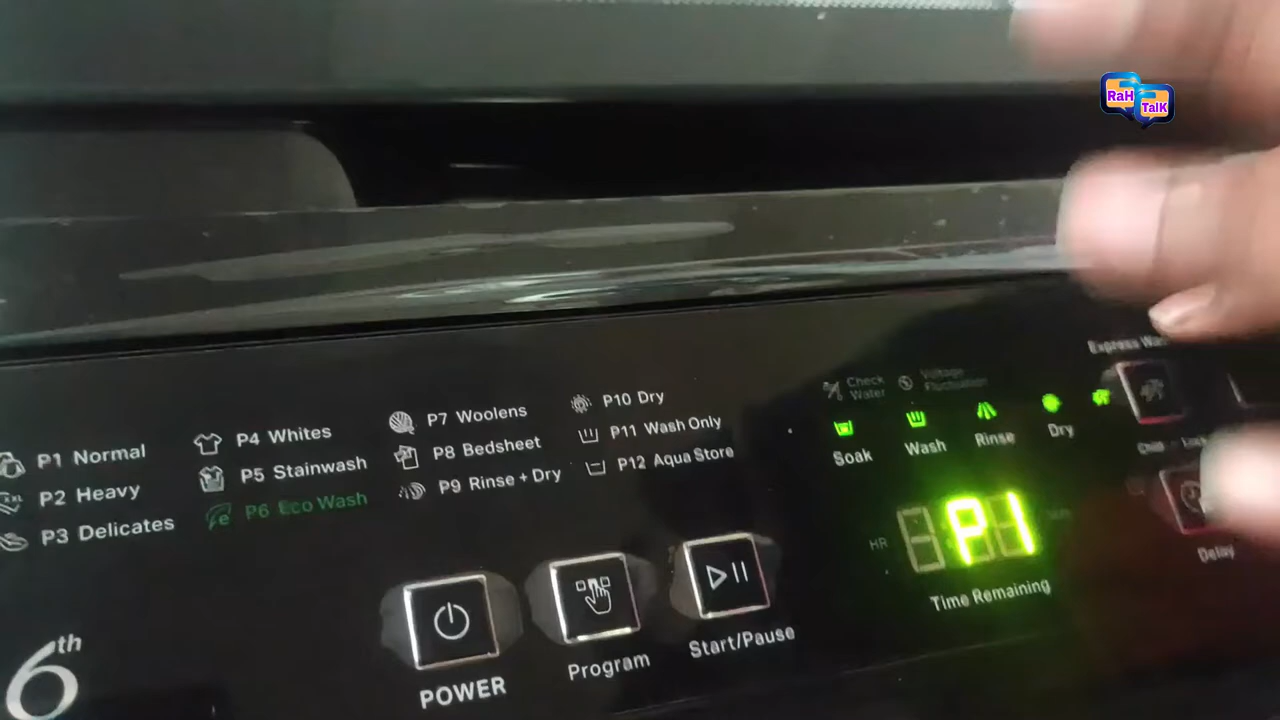 RaH
TalK
Express
Check
Water
Voltage
Fluctuation
P1 Normal
P2 Heavy
P3 Delicates
P4 Whites
P5 Stainwash
P6 Eco Wash
P7 Woolens
P8 Bedsheet
P9 Rinse + Dry
P10 Dry
P11 Wash Only
P12 Aqua Store
Soak
Wash
Rinse
Dry
HR
P1
Time Remaining
Delay
6th
POWER
Program
Start/Pause